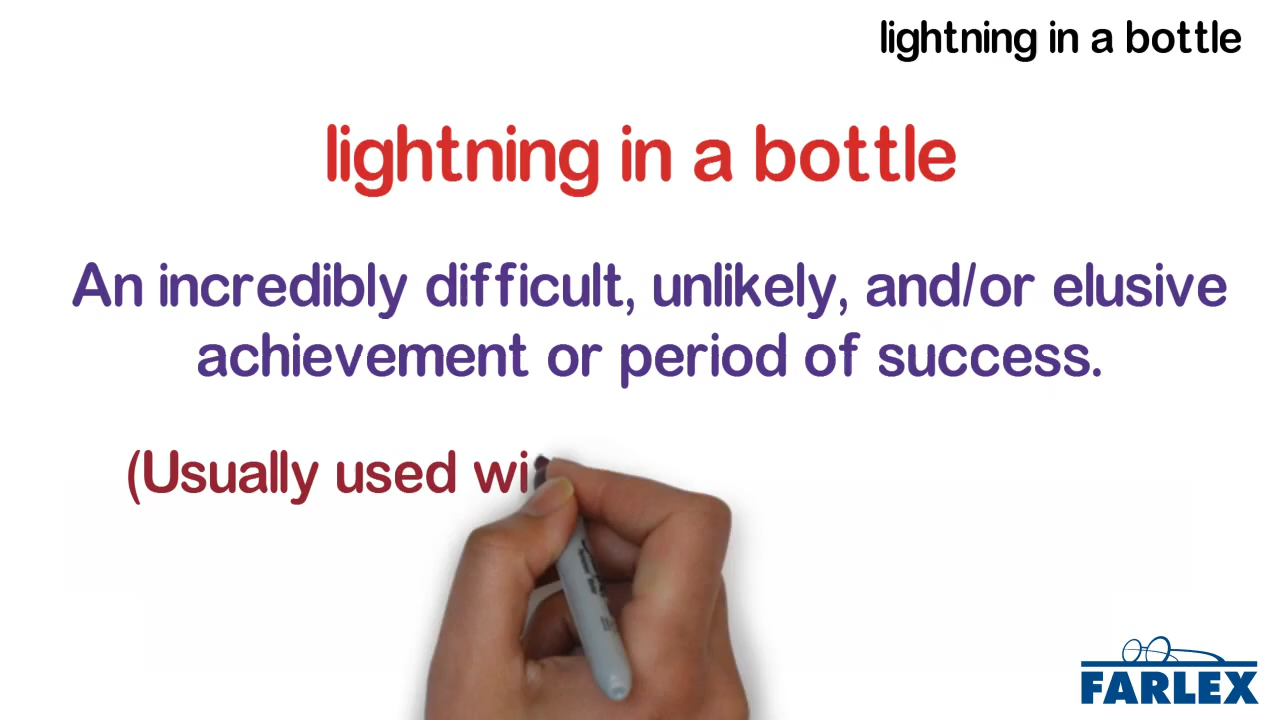 lightning in a bottle
lightning in a bottle
An incredibly difficult, unlikely, and/or elusive
achievement or period of success.
(Usually used wi
FARLEX